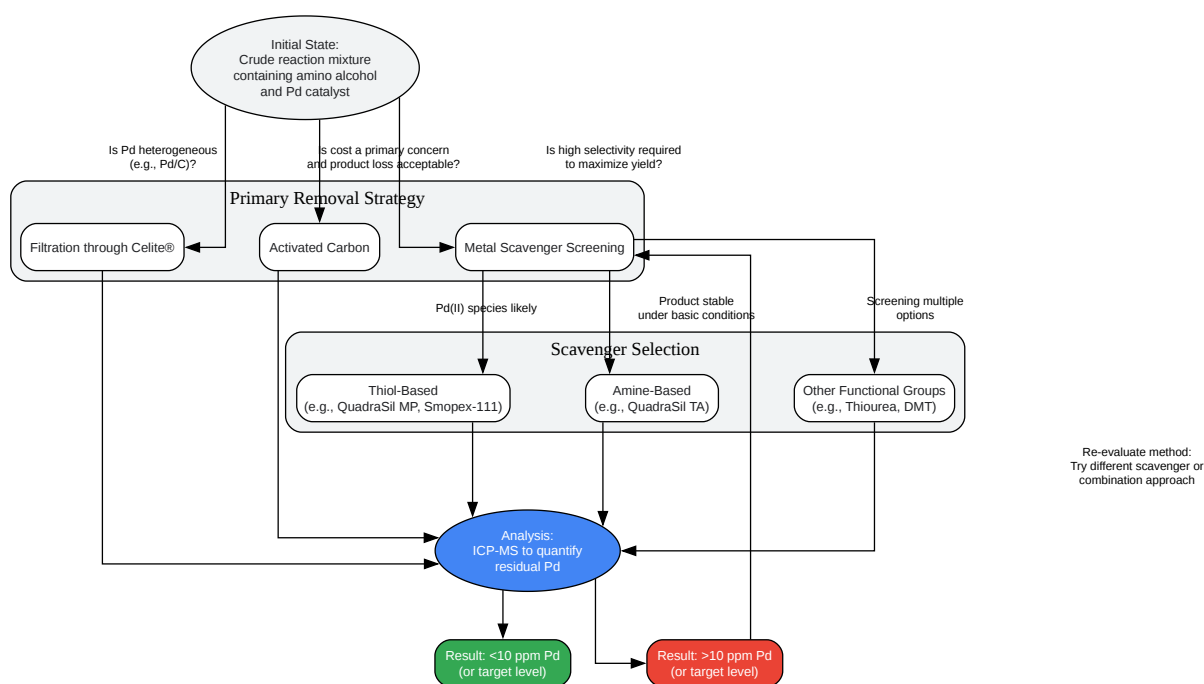 Initial State:
Crude reaction mixture
containing amino alcohol
and Pd catalyst
Is Pd heterogeneous
(e.g., Pd/C)?
Is cost a primary concern
and product loss acceptable?
Is high selectivity required
to maximize yield?
Primary Removal Strategy
Filtration through Celite®
Activated Carbon
Metal Scavenger Screening
Pd(II) species likely
Product stable
under basic conditions
Screening multiple
options
Scavenger Selection
Thiol-Based
(e.g., QuadraSil MP, Smopex-111)
Amine-Based
(e.g., QuadraSil TA)
Other Functional Groups
(e.g., Thiourea, DMT)
Re-evaluate method:
Try different scavenger or
combination approach
Analysis:
ICP-MS to quantify
residual Pd
Result: <10 ppm Pd
(or target level)
Result: >10 ppm Pd
(or target level)